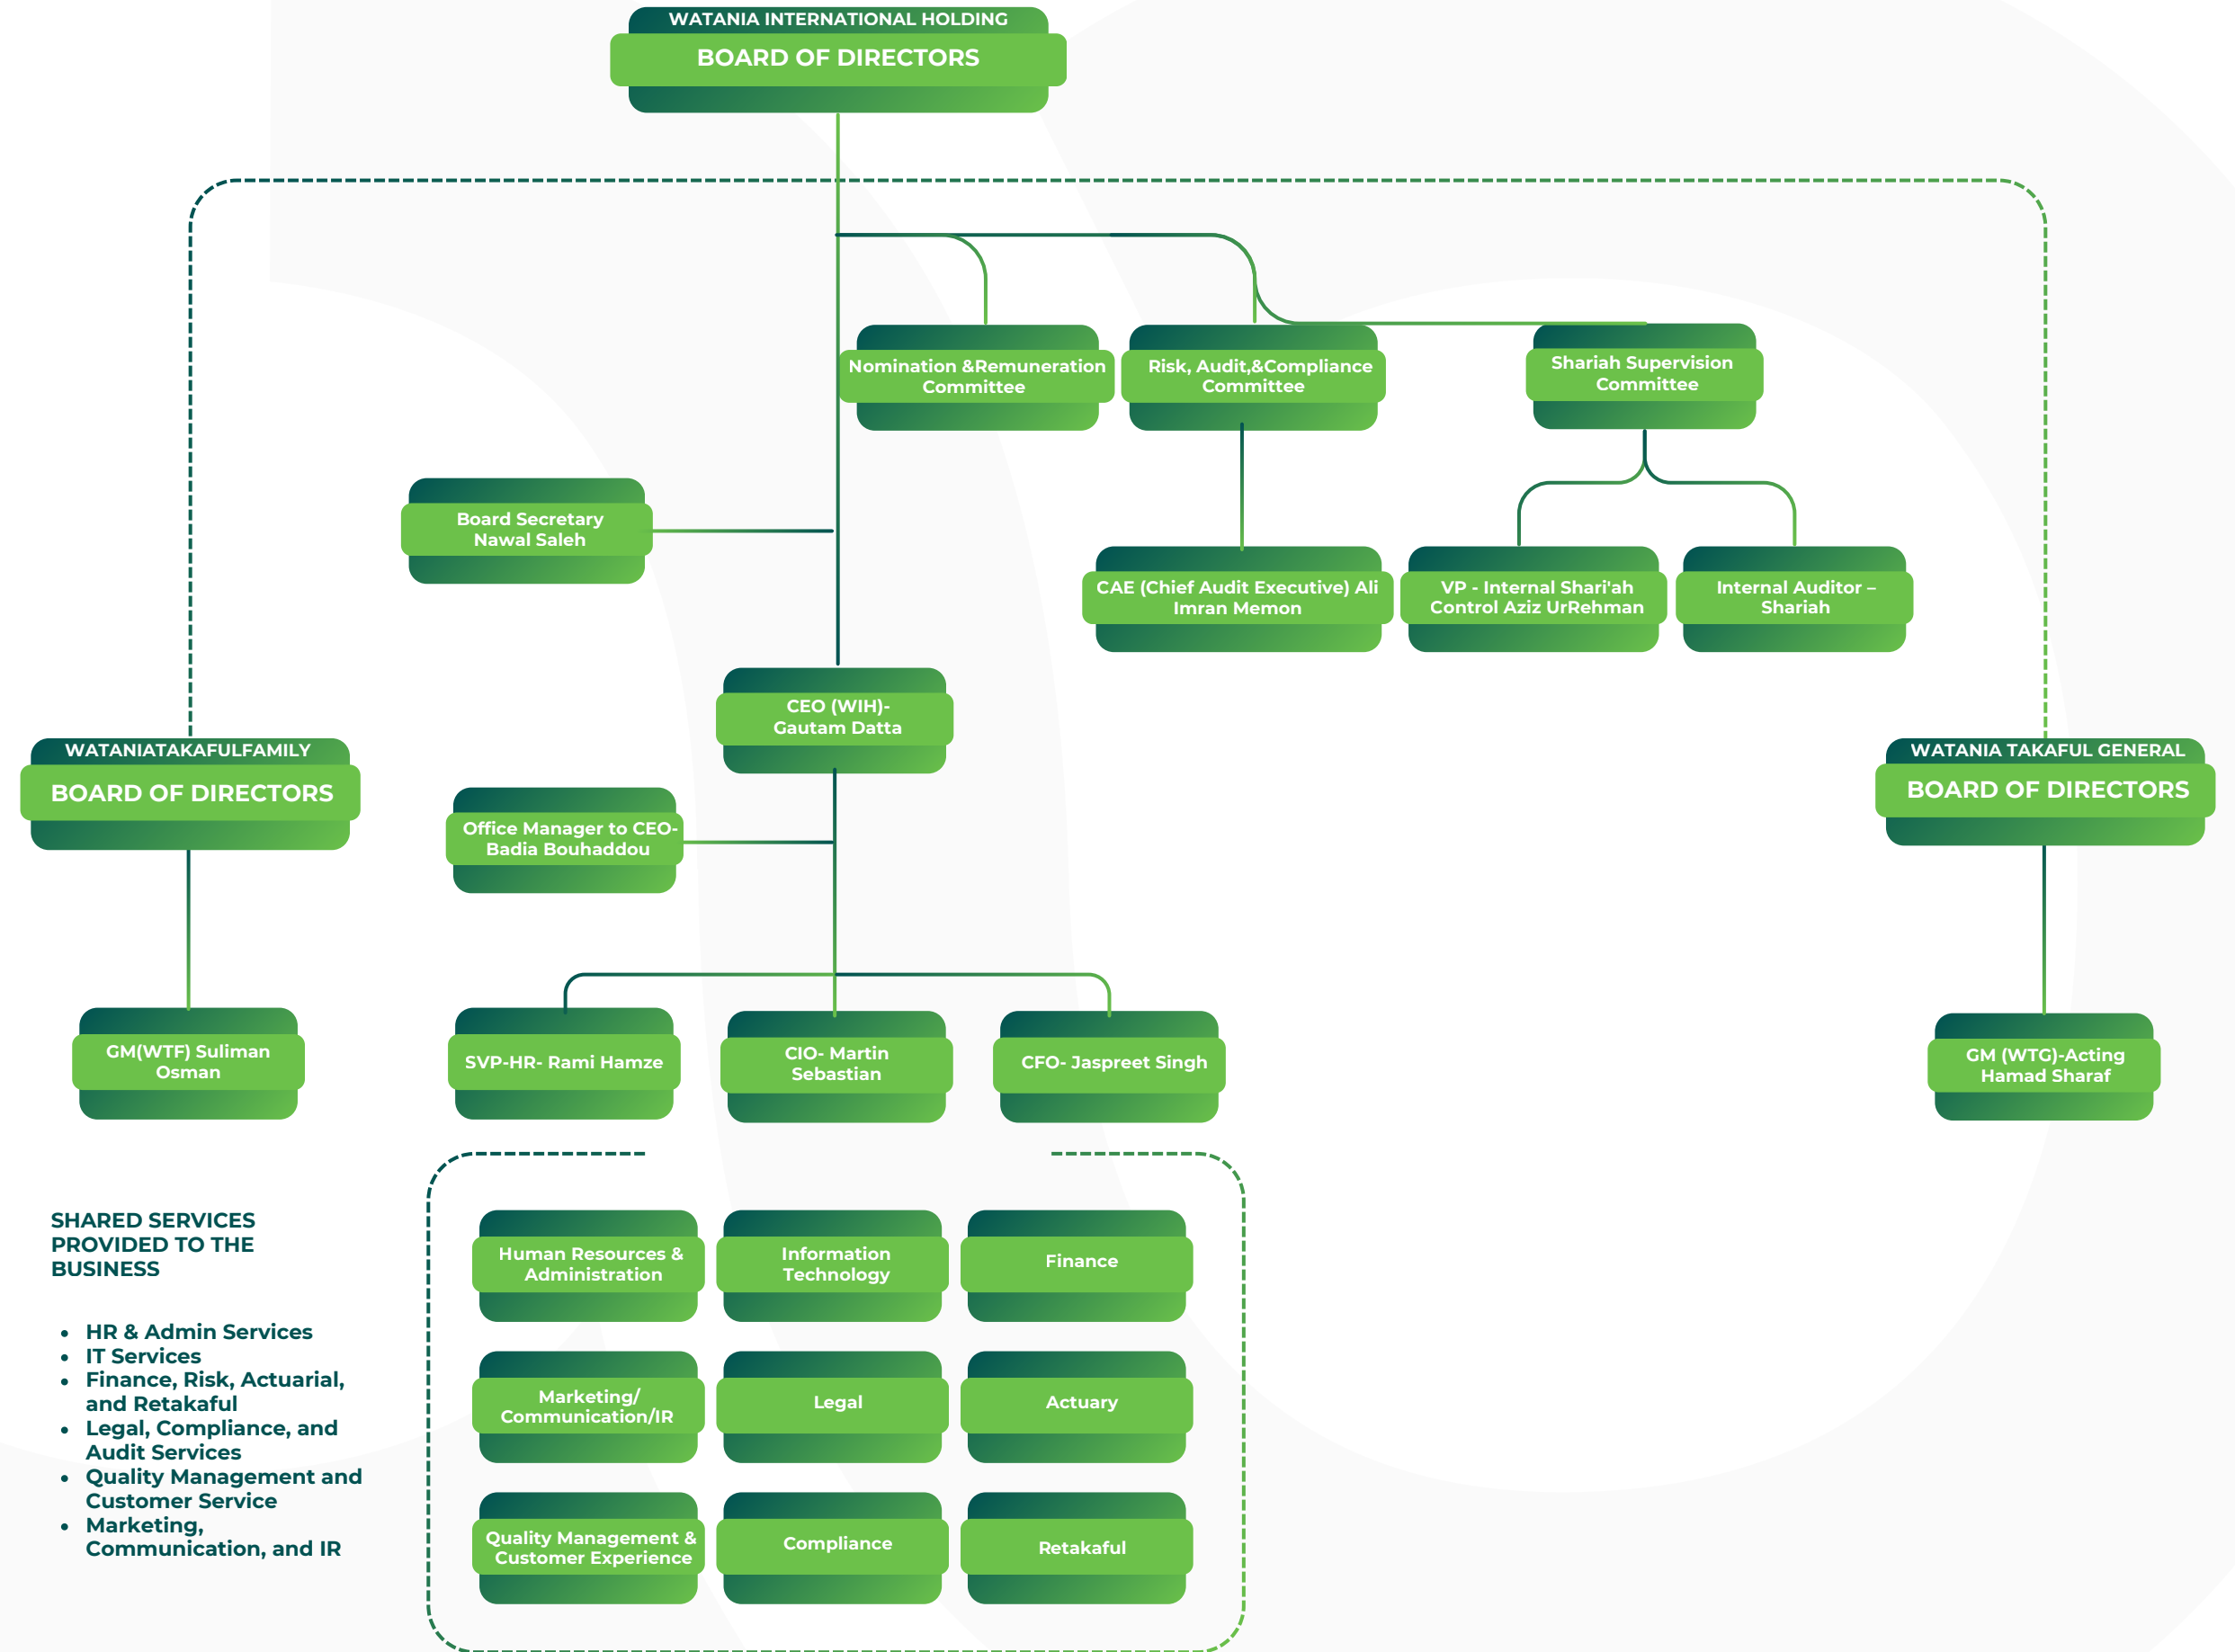 WATANIA INTERNATIONAL HOLDING
BOARD OF DIRECTORS
Nomination &Remuneration
Committee
Risk, Audit,&Compliance
Committee
Shariah Supervision
Committee
Board Secretary
Nawal Saleh
CAE (Chief Audit Executive) Ali
Imran Memon
VP - Internal Shari'ah
Control Aziz UrRehman
Internal Auditor –
Shariah
CEO (WIH)-
Gautam Datta
WATANIATAKAFULFAMILY
BOARD OF DIRECTORS
WATANIA TAKAFUL GENERAL
BOARD OF DIRECTORS
Office Manager to CEO-
Badia Bouhaddou
GM(WTF) Suliman
Osman
SVP-HR- Rami Hamze
CIO- Martin
Sebastian
CFO- Jaspreet Singh
GM (WTG)-Acting
Hamad Sharaf
SHARED SERVICES
PROVIDED TO THE
BUSINESS
• HR & Admin Services
• IT Services
• Finance, Risk, Actuarial,
and Retakaful
• Legal, Compliance, and
Audit Services
• Quality Management and
Customer Service
• Marketing,
Communication, and IR
Human Resources &
Administration
Information
Technology
Finance
Marketing/
Communication/IR
Legal
Actuary
Quality Management &
Customer Experience
Compliance
Retakaful